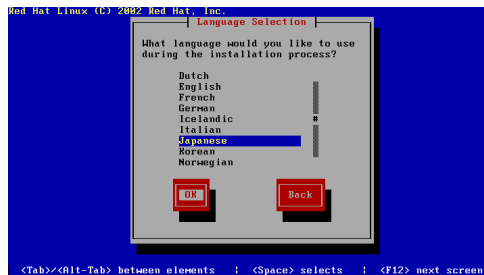 Red Hat Linux (C) 2002 Red Hat, Inc.
Language Selection
What language would you like to use
during the installation process?
Dutch
English
French
German
Icelandic #
Italian
Japanese
Korean
Norwegian
OK Back
<Tab>/<Alt-Tab> between elements | <Space> selects | <F12> next screen